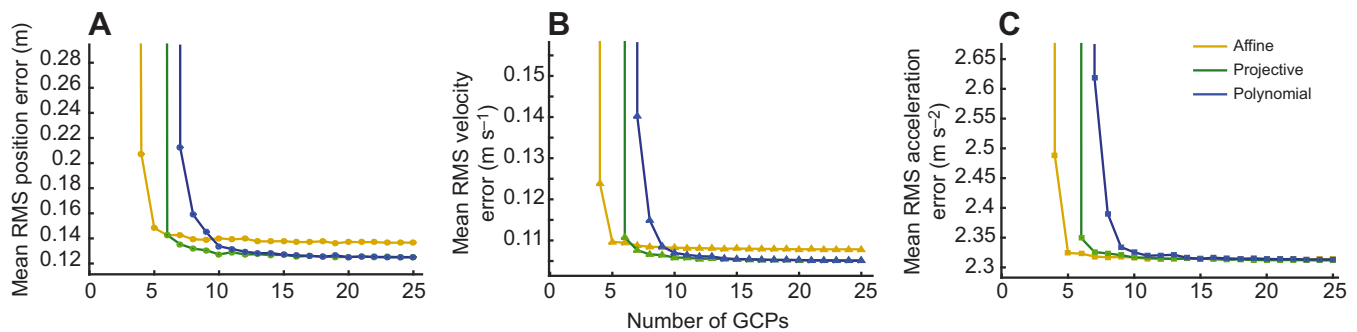 A
Mean RMS position error (m)
0.28
0.26
0.24
0.22
0.2
0.18
0.16
0.14
0.12
0 5 10 15 20 25
B
Mean RMS velocity
error (m s–1)
0.15
0.14
0.13
0.12
0.11
0 5 10 15 20 25
Number of GCPs
C
Mean RMS acceleration
error (m s–2)
2.65
2.6
2.55
2.5
2.45
2.4
2.35
2.3
0 5 10 15 20 25
Affine
Projective
Polynomial